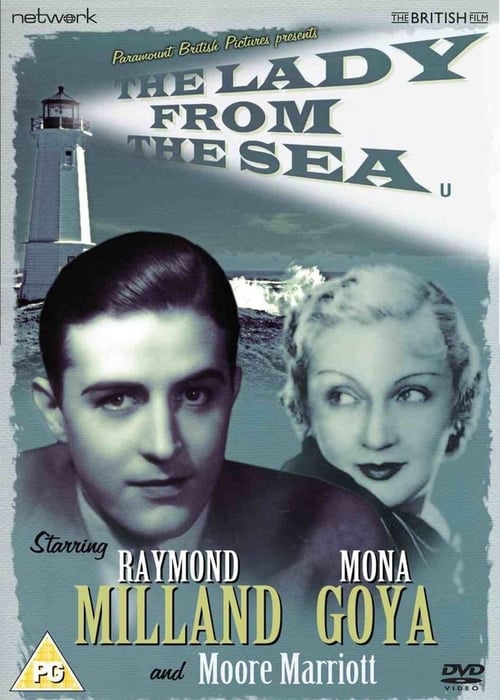 network
THE BRITISH FILM
Paramount British Pictures presents
THE LADY
FROM
THE SEA
U
Starring
RAYMOND MONA
MILLAND GOYA
and Moore Marriott
PG
DVD
VIDEO